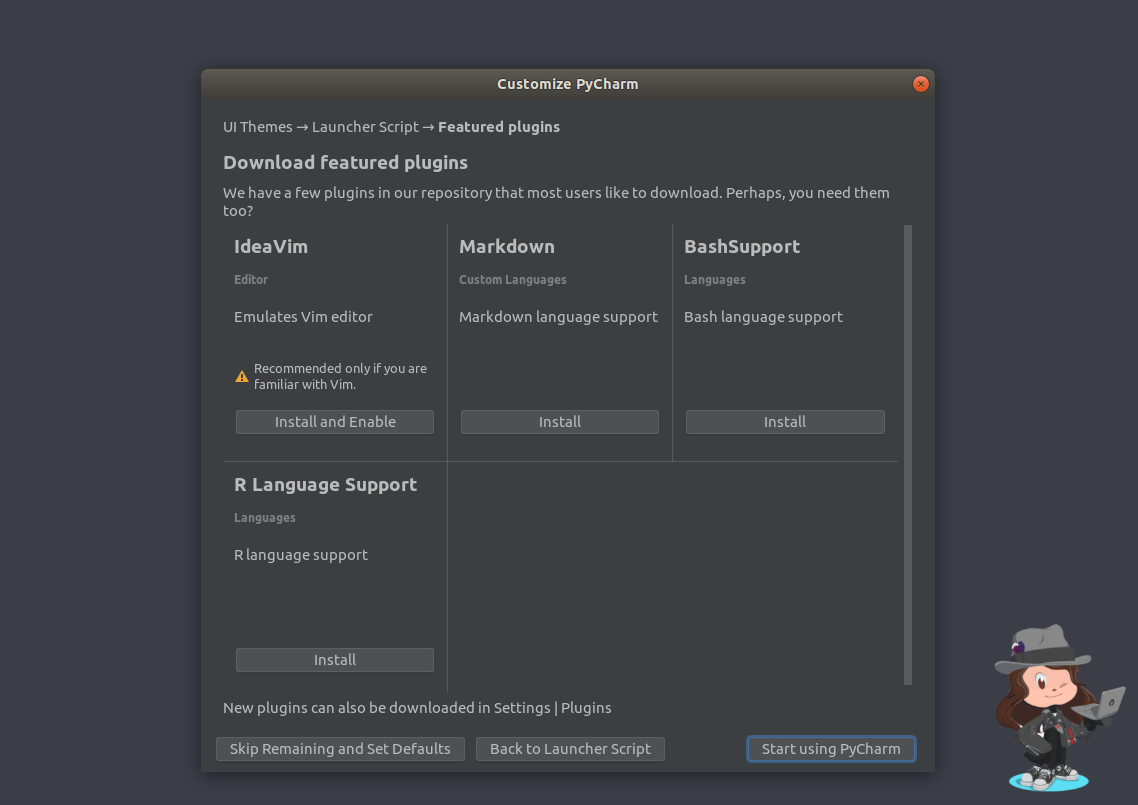 Customize PyCharm
UI Themes → Launcher Script → Featured plugins
Download featured plugins
We have a few plugins in our repository that most users like to download. Perhaps, you need them
too?
IdeaVim
Editor
Emulates Vim editor
Recommended only if you are
familiar with Vim.
Install and Enable
Markdown
Custom Languages
Markdown language support
Install
BashSupport
Languages
Bash language support
Install
R Language Support
Languages
R language support
Install
New plugins can also be downloaded in Settings | Plugins
Skip Remaining and Set Defaults
Back to Launcher Script
Start using PyCharm